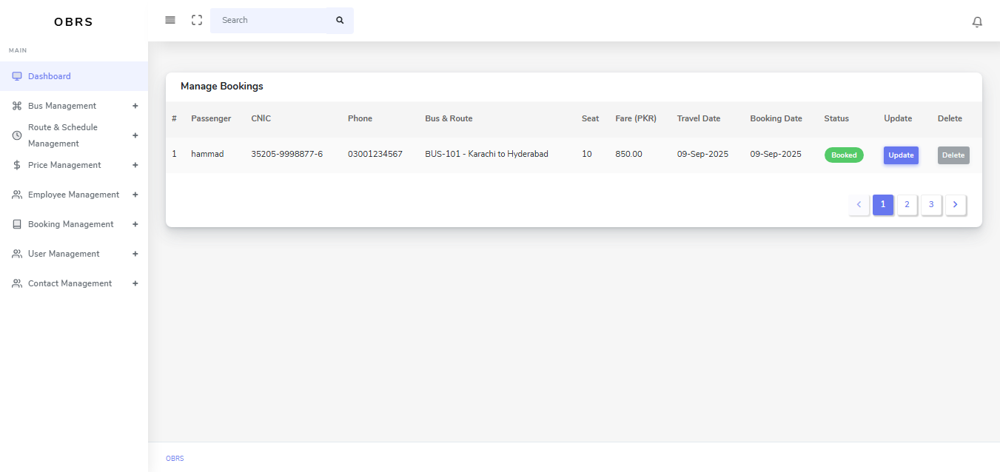 OBRS
Search
MAIN
Dashboard
Bus Management +
Route & Schedule
Management +
Price Management +
Employee Management +
Booking Management +
User Management +
Contact Management +
Manage Bookings
# Passenger CNIC Phone Bus & Route Seat Fare (PKR) Travel Date Booking Date Status Update Delete
1 hammad 35205-9998877-6 03001234567 BUS-101 - Karachi to Hyderabad 10 850.00 09-Sep-2025 09-Sep-2025 Booked Update Delete
1 2 3
OBRS